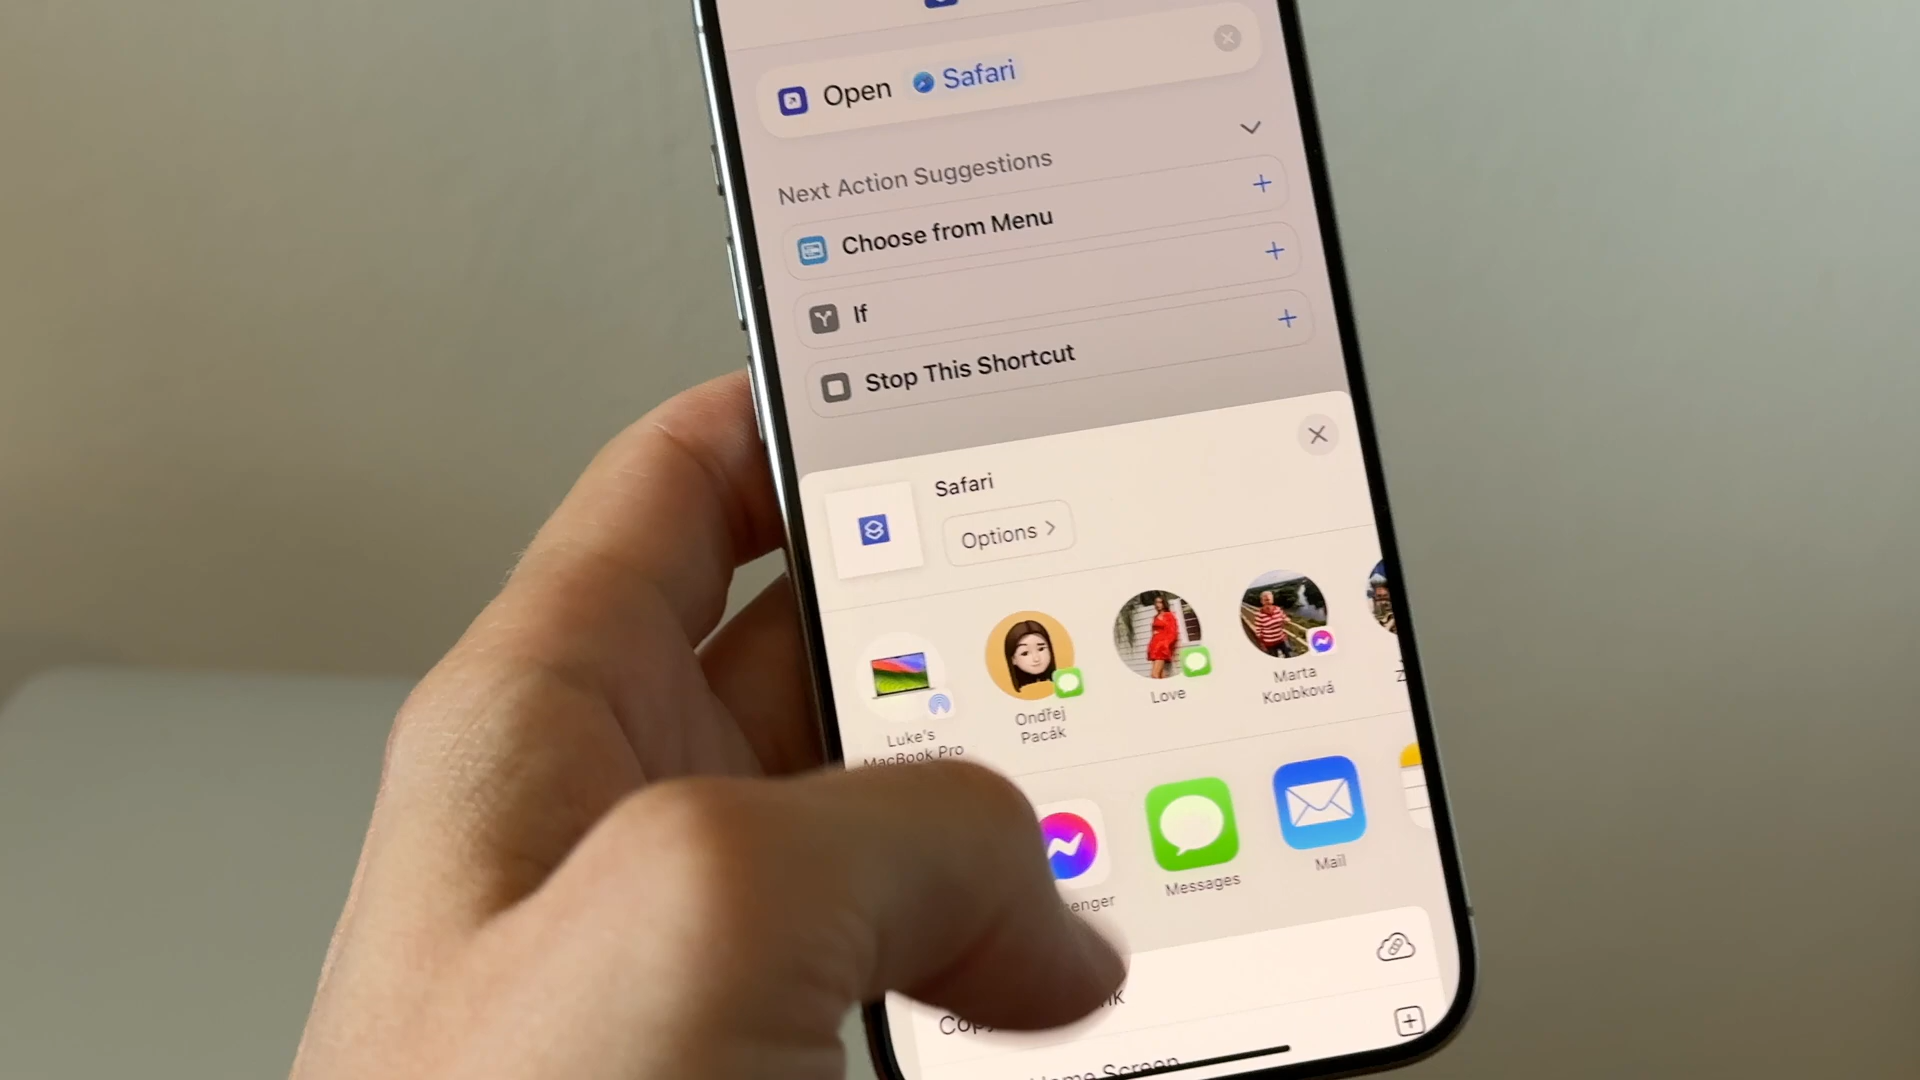 Open Safari
Next Action Suggestions
Choose from Menu
If
Stop This Shortcut
Safari
Options
Luke's
MacBook Pro
Ondřej
Pacák
Love
Marta
Koubková
Messages
Mail
Screen